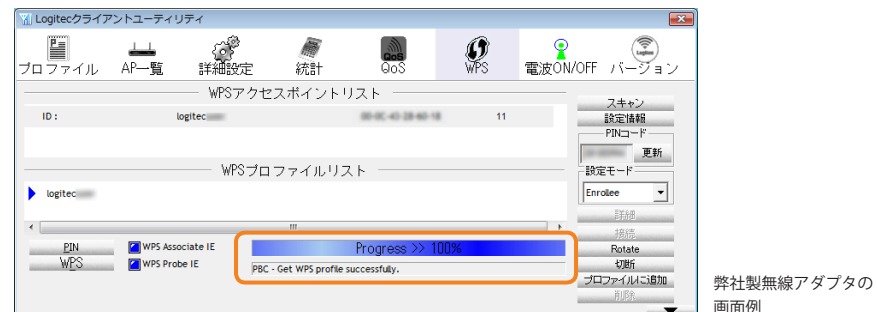 Logitecクライアントユーティリティ
プロファイル AP一覧 詳細設定 統計 QoS WPS 電波ON/OFF バージョン
WPSアクセスポイントリスト
ID : logitec 11
スキャン
設定情報
PINコード
更新
WPSプロファイルリスト
設定モード
logitec
Enrollee
詳細
接続
PIN WPS Associate IE Progress >> 100% Rotate
WPS WPS Probe IE PBC - Get WPS profile successfully. 切断
プロファイルに追加
削除
弊社製無線アダプタの
画面例